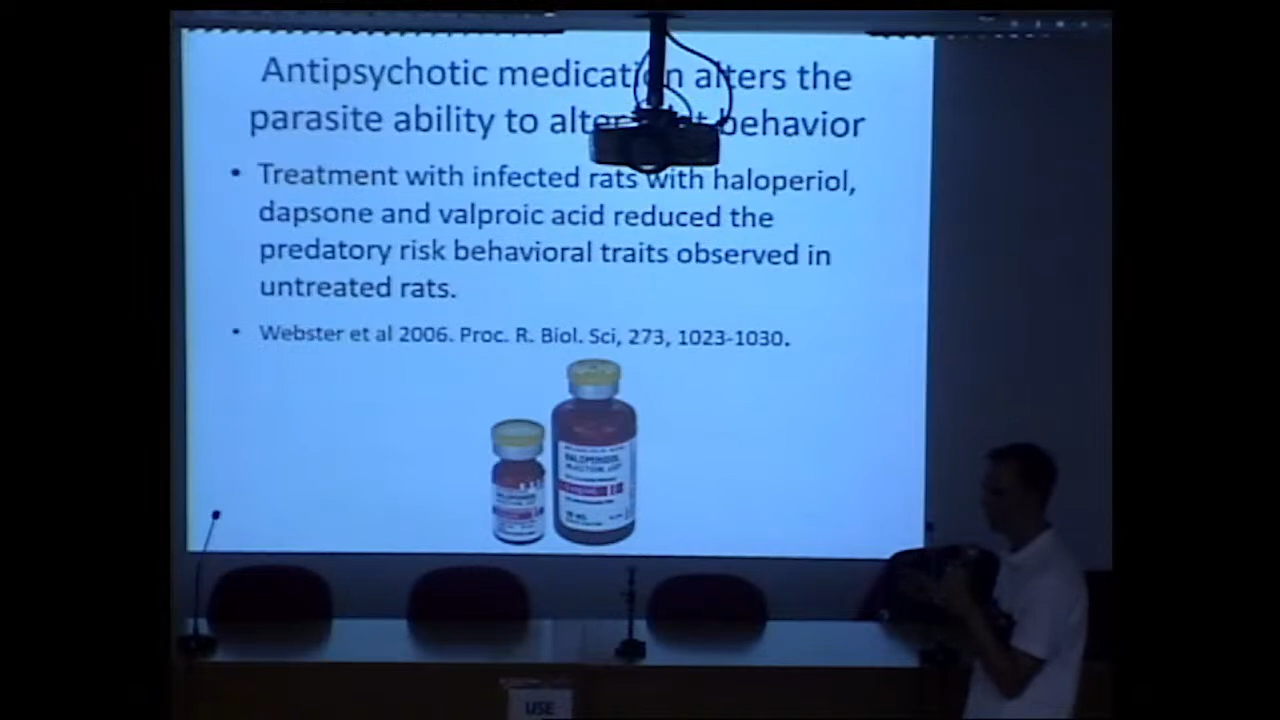 Antipsychotic medication alters the
parasite ability to alter behavior
• Treatment with infected rats with haloperiol,
dapsone and valproic acid reduced the
predatory risk behavioral traits observed in
untreated rats.
• Webster et al 2006. Proc. R. Biol. Sci, 273, 1023-1030.
USE